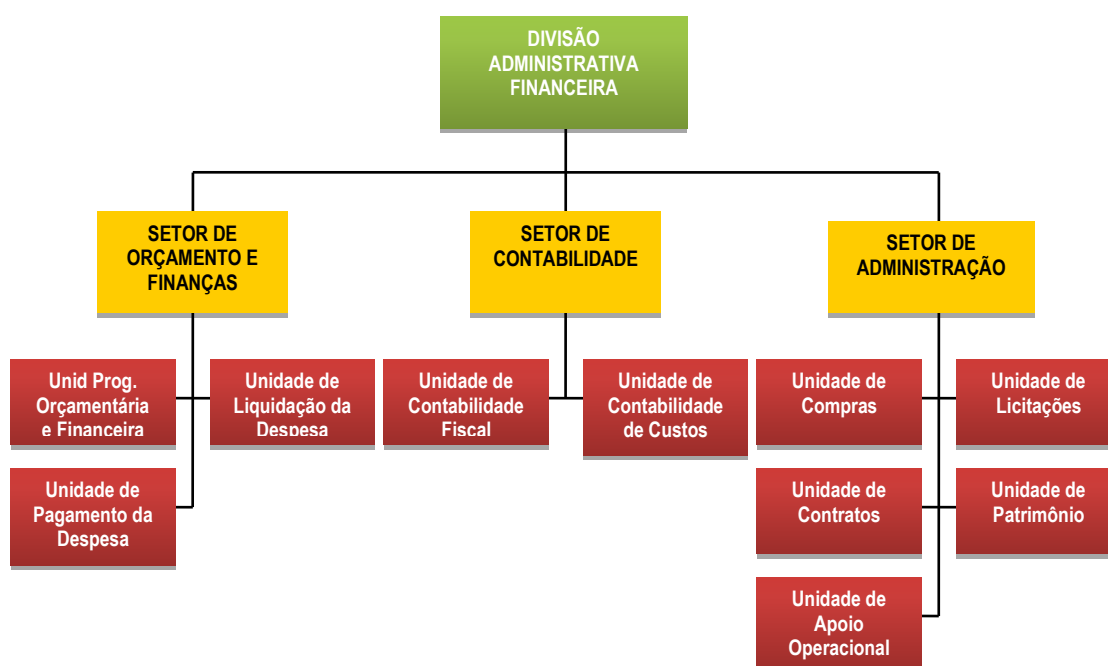 DIVISÃO
ADMINISTRATIVA
FINANCEIRA
SETOR DE
ORÇAMENTO E
FINANÇAS
SETOR DE
CONTABILIDADE
SETOR DE
ADMINISTRAÇÃO
Unid Prog.
Orçamentária
e Financeira
Unidade de
Liquidação da
Despesa
Unidade de
Contabilidade
Fiscal
Unidade de
Contabilidade
de Custos
Unidade de
Compras
Unidade de
Licitações
Unidade de
Pagamento da
Despesa
Unidade de
Contratos
Unidade de
Patrimônio
Unidade de
Apoio
Operacional